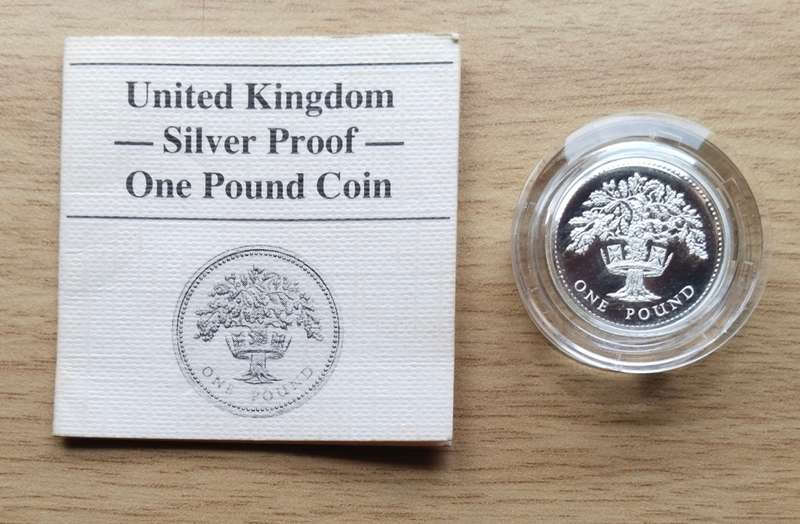 United Kingdom
— Silver Proof —
One Pound Coin
ONE POUND
ONE POUND